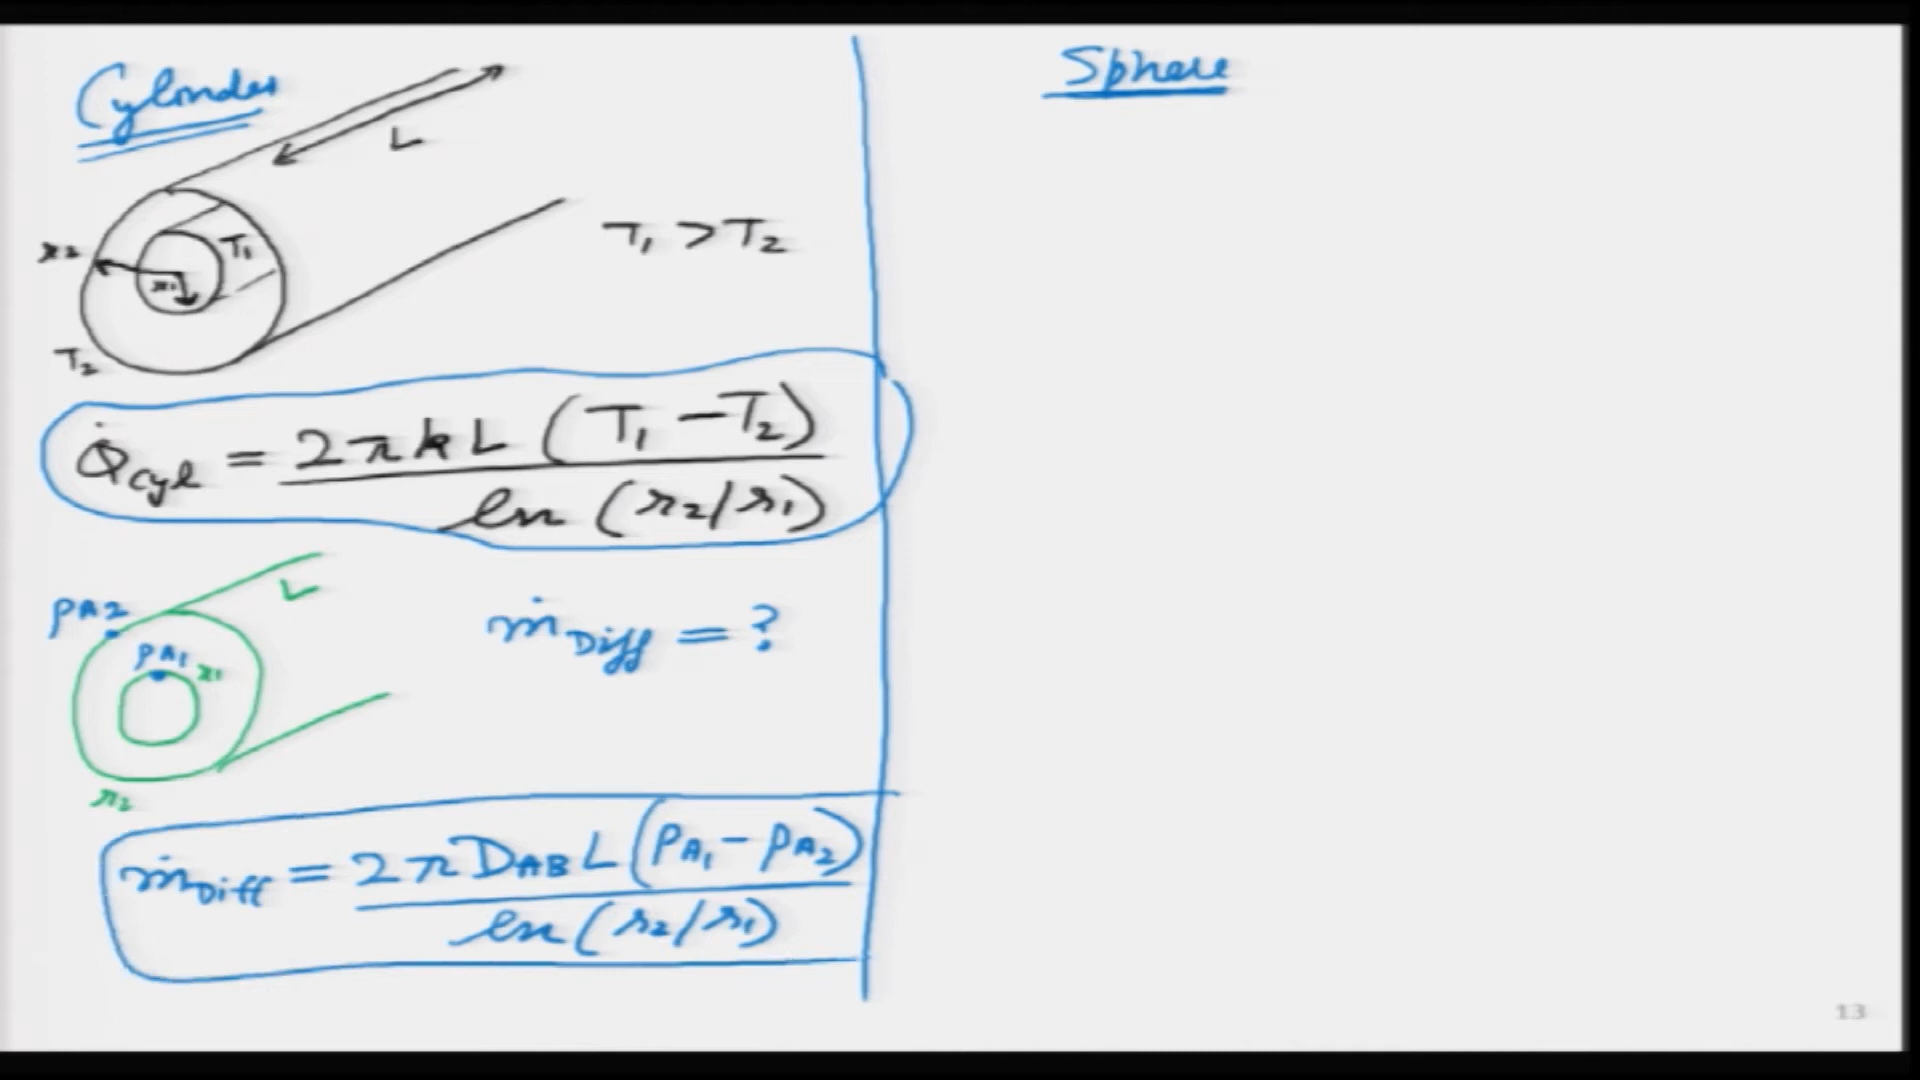 Cylinder
L
r2
T1
r1
T2
T1 > T2
Q̇cyl = 2πkL (T1 − T2)
ln (r2/r1)
L
ρA2
ρA1
r1
r2
ṁDiff = ?
ṁDiff = 2πDAB L (ρA1 − ρA2)
ln (r2/r1)
Sphere
13